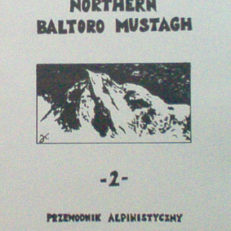 NORTHERN
BALTORO MUSTAGH
-2-
PRZEWODNIK ALPINISTYCZNY